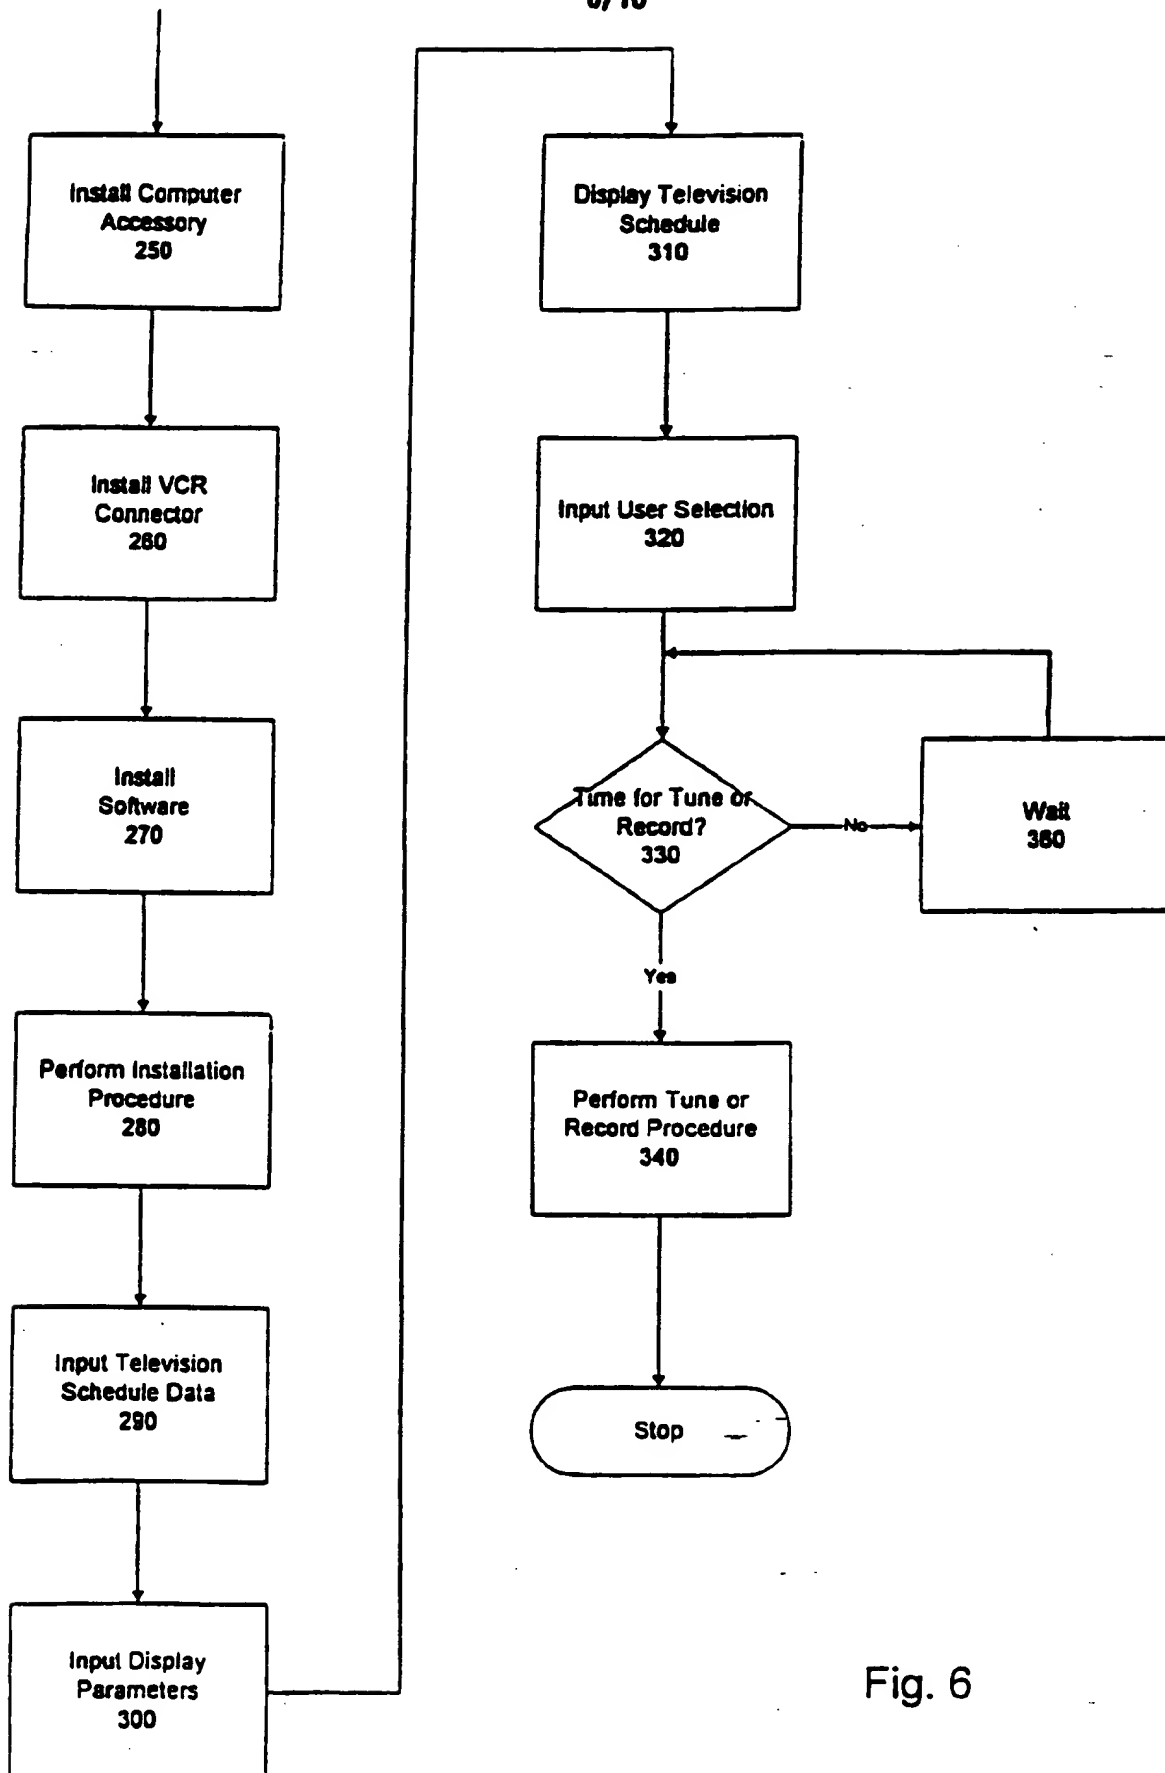 Install Computer
Accessory
250
Install VCR
Connector
260
Install
Software
270
Perform Installation
Procedure
280
Input Television
Schedule Data
290
Input Display
Parameters
300
Display Television
Schedule
310
Input User Selection
320
Time for Tune or
Record?
330
No
Wait
360
Yes
Perform Tune or
Record Procedure
340
Stop
Fig. 6